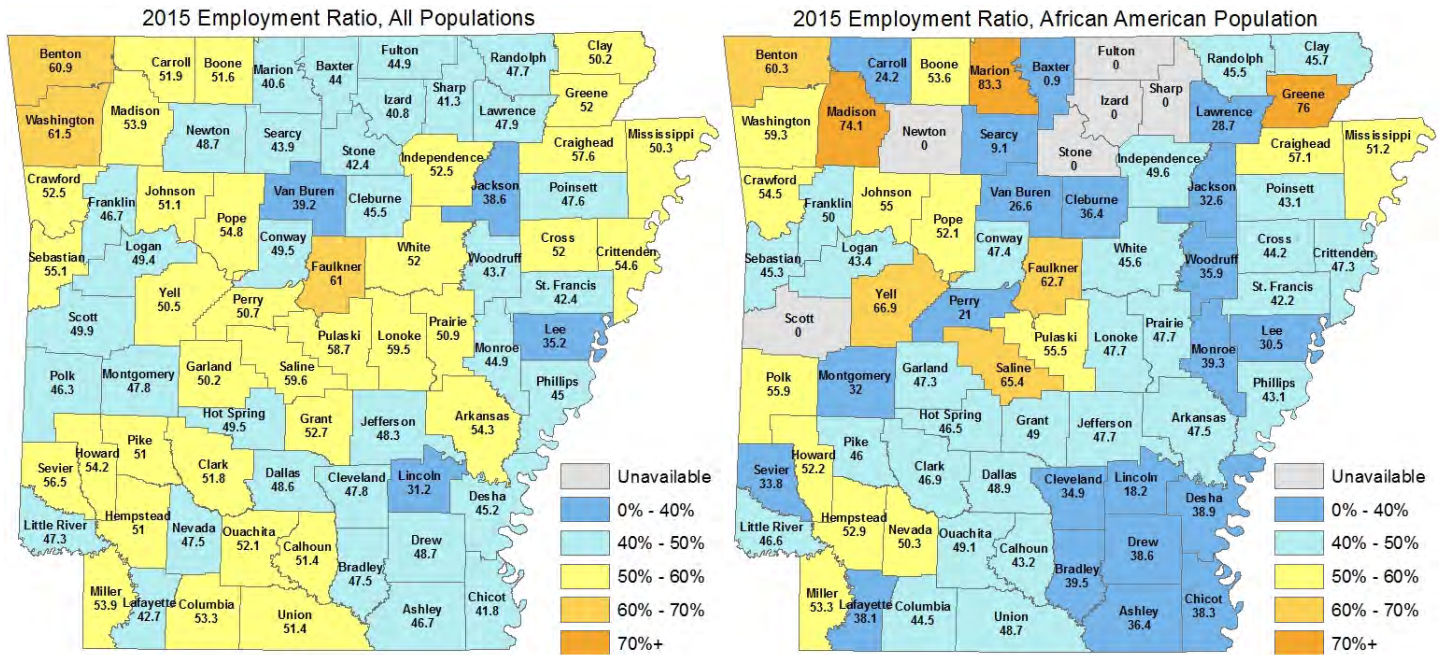 2015 Employment Ratio, All Populations
Benton
60.9
Carroll
51.9
Boone
51.6
Marion
40.6
Baxter
44
Fulton
44.9
Randolph
47.7
Clay
50.2
Washington
61.5
Madison
53.9
Newton
48.7
Searcy
43.9
Stone
42.4
Izard
40.8
Sharp
41.3
Lawrence
47.9
Greene
52
Mississippi
50.3
Craighead
57.6
Independence
52.5
Jackson
38.6
Poinsett
47.6
Crawford
52.5
Franklin
46.7
Johnson
51.1
Pope
54.8
Van Buren
39.2
Cleburne
45.5
Conway
49.5
Logan
49.4
Sebastian
55.1
Faulkner
61
White
52
Woodruff
43.7
Cross
52
Crittenden
54.6
St. Francis
42.4
Yell
50.5
Perry
50.7
Scott
49.9
Pulaski
58.7
Lonoke
59.5
Prairie
50.9
Monroe
44.9
Lee
35.2
Phillips
45
Polk
46.3
Montgomery
47.8
Garland
50.2
Saline
59.6
Hot Spring
49.5
Grant
52.7
Jefferson
48.3
Arkansas
54.3
Sevier
56.5
Howard
54.2
Pike
51
Clark
51.8
Dallas
48.6
Cleveland
47.8
Lincoln
31.2
Desha
45.2
Little River
47.3
Hempstead
51
Nevada
47.5
Ouachita
52.1
Calhoun
51.4
Bradley
47.5
Drew
48.7
Chicot
41.8
Ashley
46.7
Miller
53.9
Lafayette
42.7
Columbia
53.3
Union
51.4
Unavailable
0% - 40%
40% - 50%
50% - 60%
60% - 70%
70%+
2015 Employment Ratio, African American Population
Benton
60.3
Carroll
24.2
Boone
53.6
Marion
83.3
Baxter
0.9
Fulton
0
Randolph
45.5
Clay
45.7
Washington
59.3
Madison
74.1
Newton
0
Searcy
9.1
Stone
0
Izard
0
Sharp
0
Lawrence
28.7
Greene
76
Mississippi
51.2
Craighead
57.1
Independence
49.6
Jackson
32.6
Poinsett
43.1
Crawford
54.5
Franklin
50
Johnson
55
Pope
52.1
Van Buren
26.6
Cleburne
36.4
Conway
47.4
Logan
43.4
Sebastian
45.3
Faulkner
62.7
White
45.6
Woodruff
35.9
Cross
44.2
Crittenden
47.3
St. Francis
42.2
Yell
66.9
Perry
21
Scott
0
Pulaski
55.5
Lonoke
47.7
Prairie
47.7
Monroe
39.3
Lee
30.5
Phillips
43.1
Polk
55.9
Montgomery
32
Garland
47.3
Saline
65.4
Hot Spring
46.5
Grant
49
Jefferson
47.7
Arkansas
47.5
Sevier
33.8
Howard
52.2
Pike
46
Clark
46.9
Dallas
48.9
Cleveland
34.9
Lincoln
18.2
Desha
38.9
Little River
46.6
Hempstead
52.9
Nevada
50.3
Ouachita
49.1
Calhoun
43.2
Bradley
39.5
Drew
38.6
Chicot
38.3
Ashley
36.4
Miller
53.3
Lafayette
38.1
Columbia
44.5
Union
48.7
Unavailable
0% - 40%
40% - 50%
50% - 60%
60% - 70%
70%+